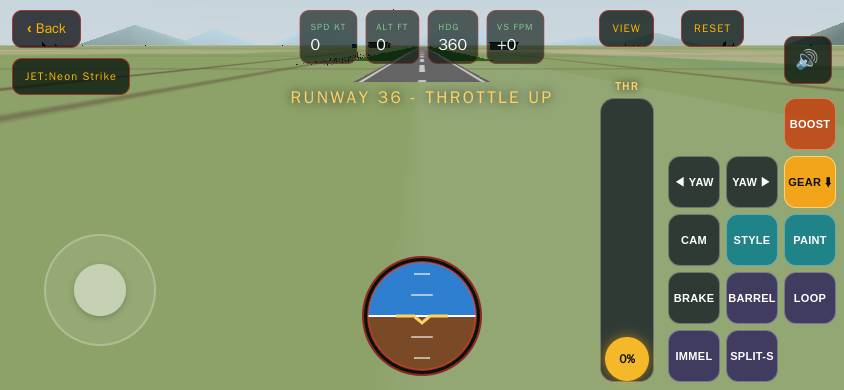 ‹ Back
SPD KT
0
ALT FT
0
HDG
360
VS FPM
+0
VIEW
RESET
JET:Neon Strike
RUNWAY 36 - THROTTLE UP
THR
BOOST
◀ YAW
YAW ▶
GEAR ⬇
CAM
STYLE
PAINT
BRAKE
BARREL
LOOP
0%
IMMEL
SPLIT-S